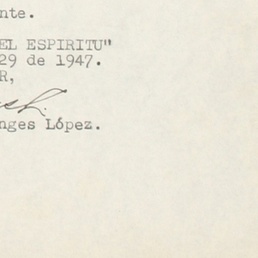 nte.
EL ESPIRITU"
29 de 1947.
R,
nges López.